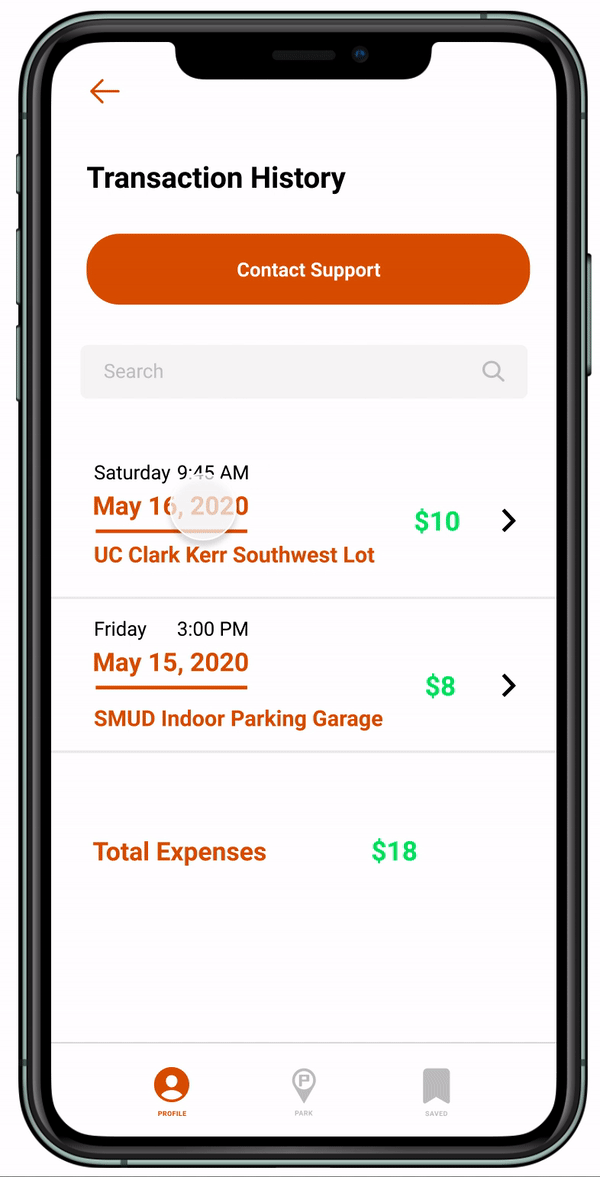 Transaction History
Contact Support
Search
Saturday 9:45 AM
May 16, 2020
$10
UC Clark Kerr Southwest Lot
Friday 3:00 PM
May 15, 2020
$8
SMUD Indoor Parking Garage
Total Expenses $18
P
PROFILE PARK SAVED